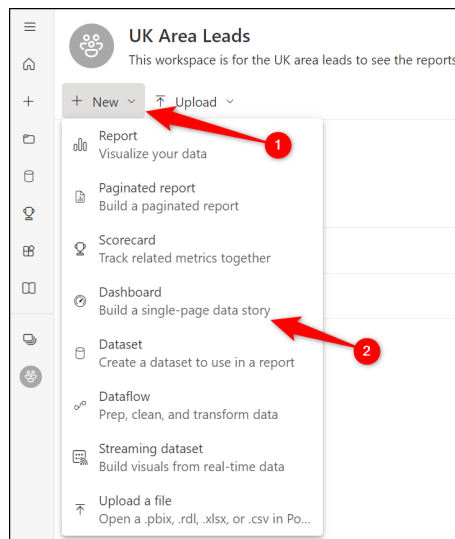 UK Area Leads
This workspace is for the UK area leads to see the reports
New
Upload
1
Report
Visualize your data
Paginated report
Build a paginated report
Scorecard
Track related metrics together
Dashboard
Build a single-page data story
2
Dataset
Create a dataset to use in a report
Dataflow
Prep, clean, and transform data
Streaming dataset
Build visuals from real-time data
Upload a file
Open a .pbix, .rdl, .xlsx, or .csv in Po...